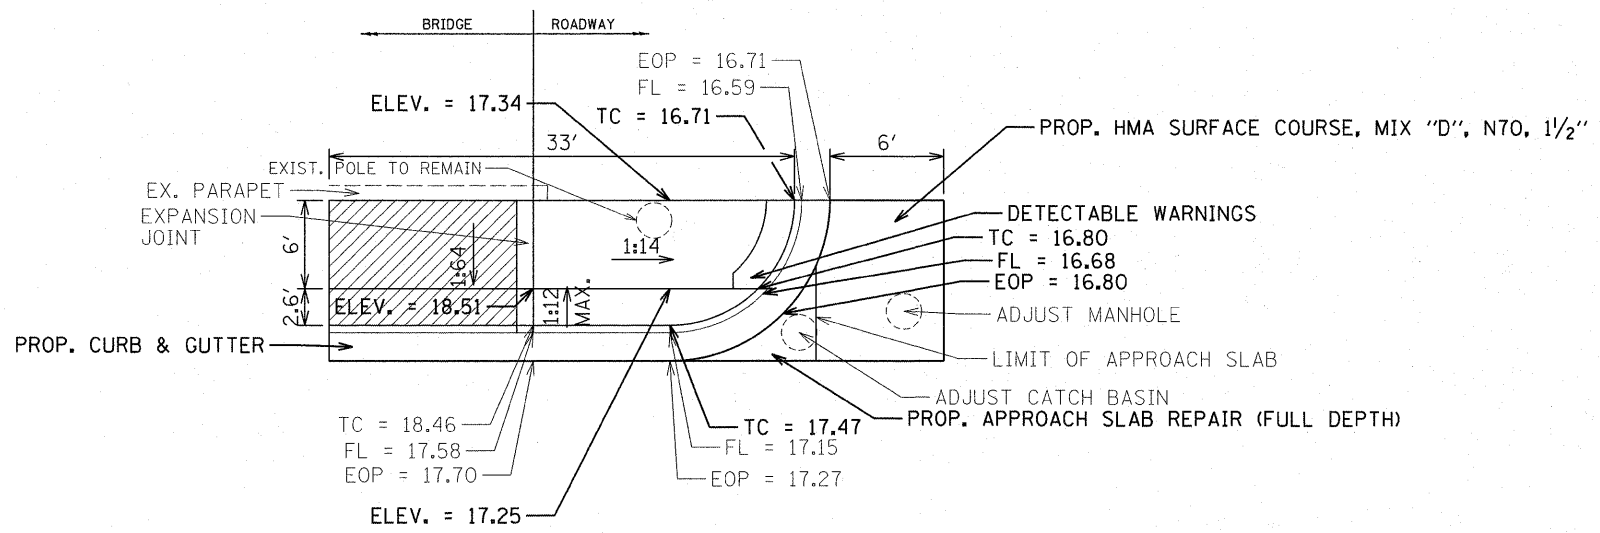 BRIDGE
ROADWAY
EOP = 16.71
FL = 16.59
ELEV. = 17.34
TC = 16.71
PROP. HMA SURFACE COURSE, MIX "D", N70, 1 1/2"
33'
6'
EXIST. POLE TO REMAIN
EX. PARAPET
EXPANSION
JOINT
DETECTABLE WARNINGS
6'
1:64
1:14
TC = 16.80
FL = 16.68
EOP = 16.80
2.6'
ELEV. = 18.51
1:12
MAX.
ADJUST MANHOLE
PROP. CURB & GUTTER
LIMIT OF APPROACH SLAB
ADJUST CATCH BASIN
PROP. APPROACH SLAB REPAIR (FULL DEPTH)
TC = 18.46
TC = 17.47
FL = 17.58
FL = 17.15
EOP = 17.70
EOP = 17.27
ELEV. = 17.25